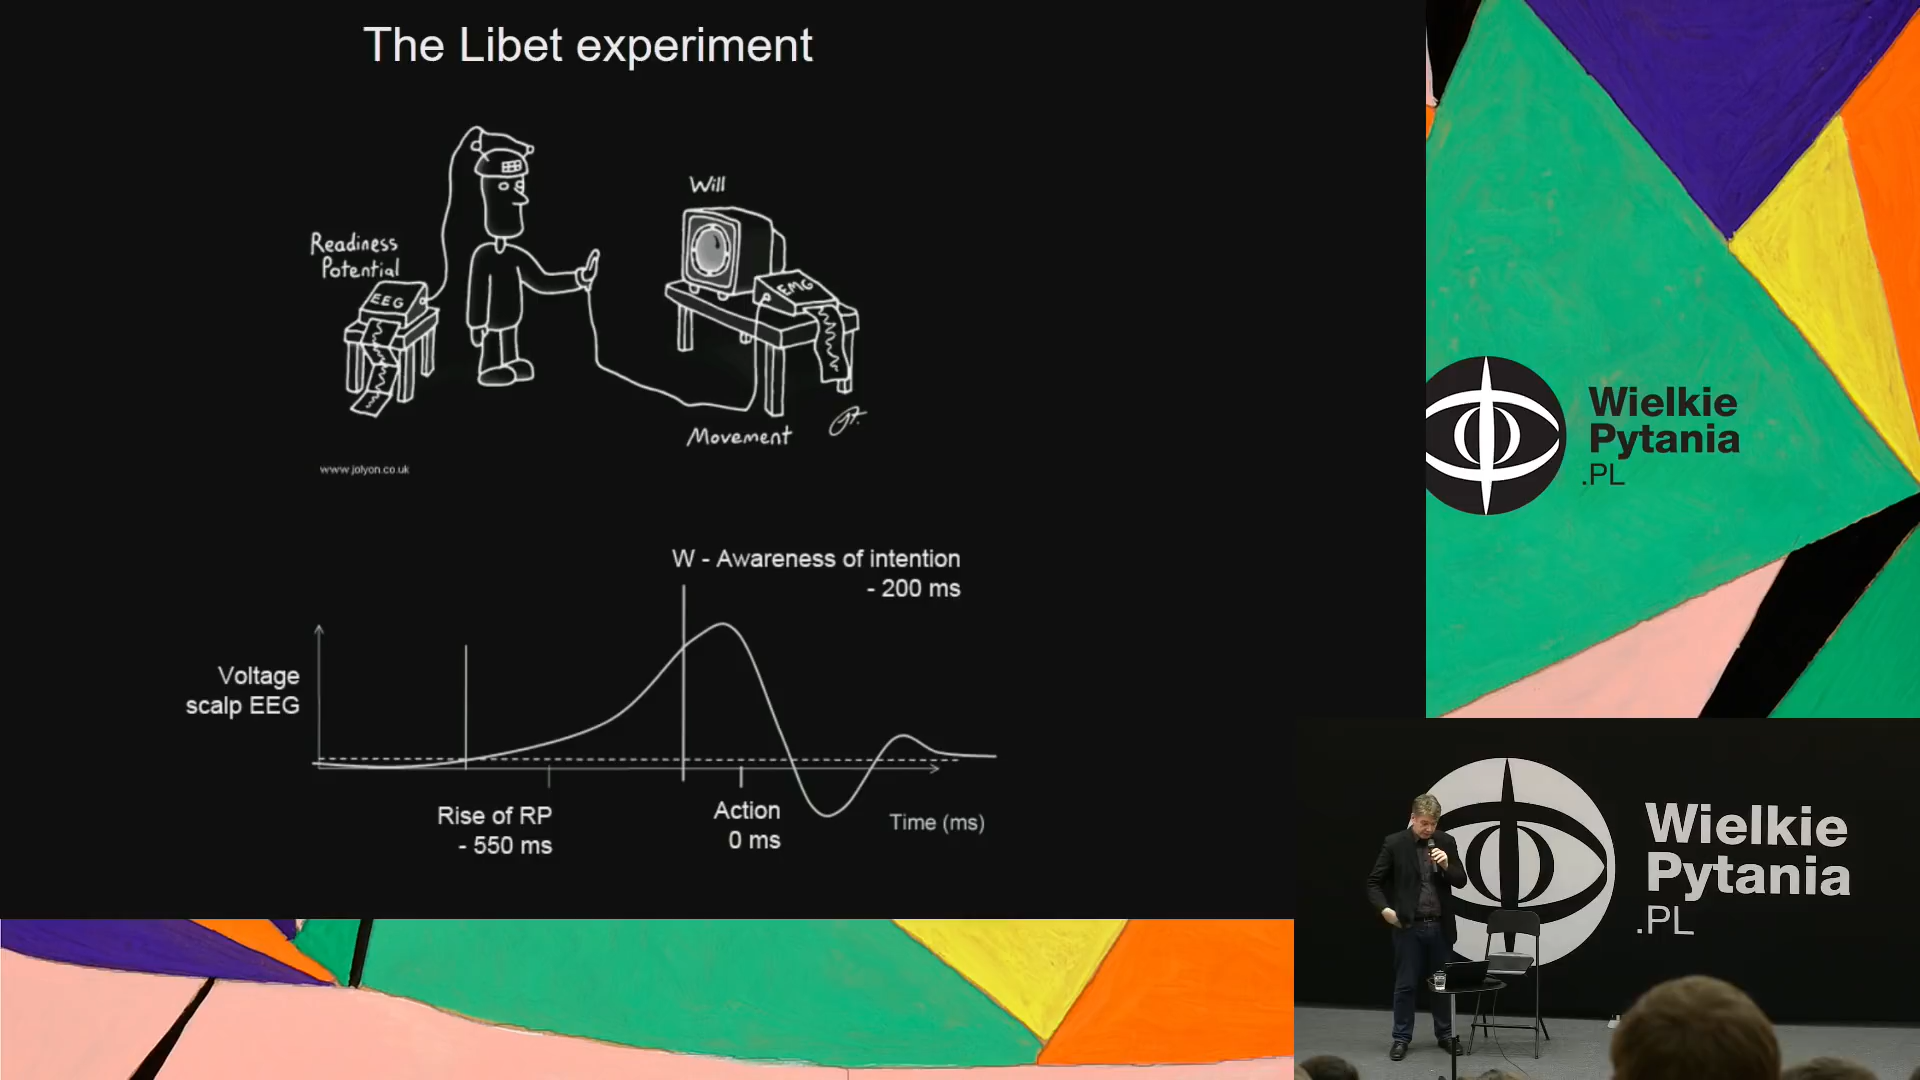 The Libet experiment
Will
Readiness
Potential
EEG
EMG
Movement
www.jolyon.co.uk
W - Awareness of intention
- 200 ms
Voltage
scalp EEG
Rise of RP
- 550 ms
Action
0 ms
Time (ms)
Wielkie
Pytania
.PL
Wielkie
Pytania
.PL